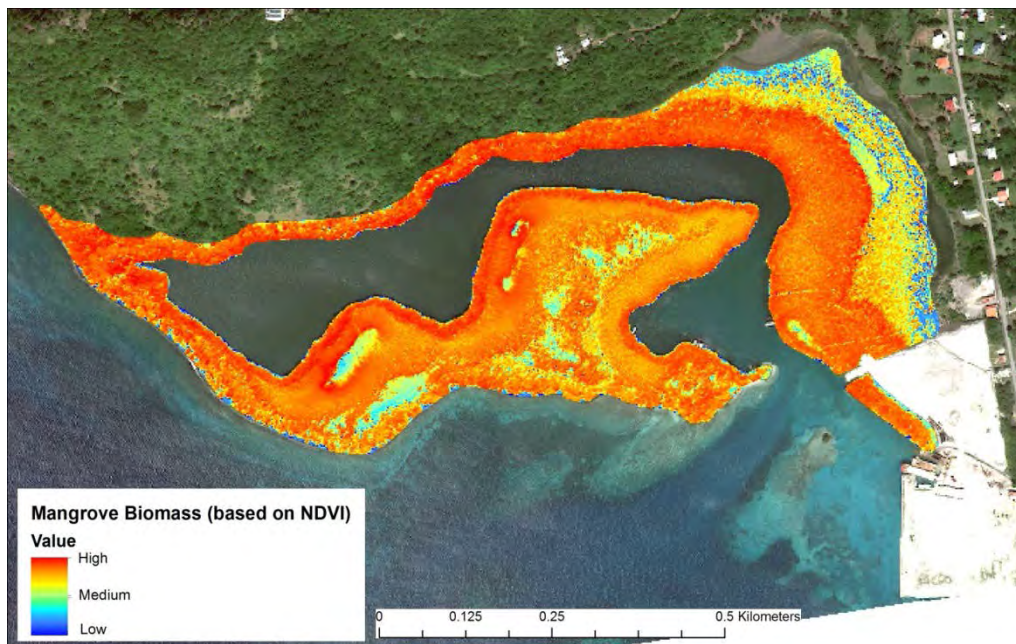 Mangrove Biomass (based on NDVI)
Value
High
Medium
Low
0 0.125 0.25 0.5 Kilometers